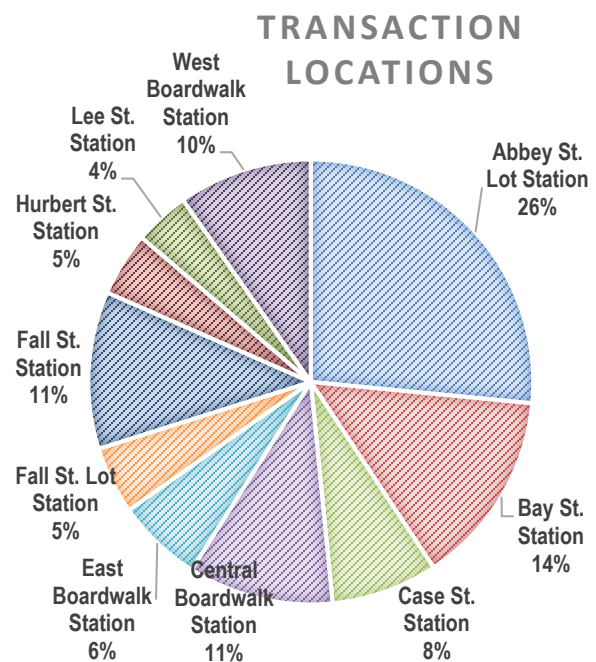 TRANSACTION
LOCATIONS
West
Boardwalk
Station
10%
Abbey St.
Lot Station
26%
Lee St.
Station
4%
Hurbert St.
Station
5%
Fall St.
Station
11%
Fall St. Lot
Station
5%
Bay St.
Station
14%
East
Boardwalk
Station
6%
Central
Boardwalk
Station
11%
Case St.
Station
8%